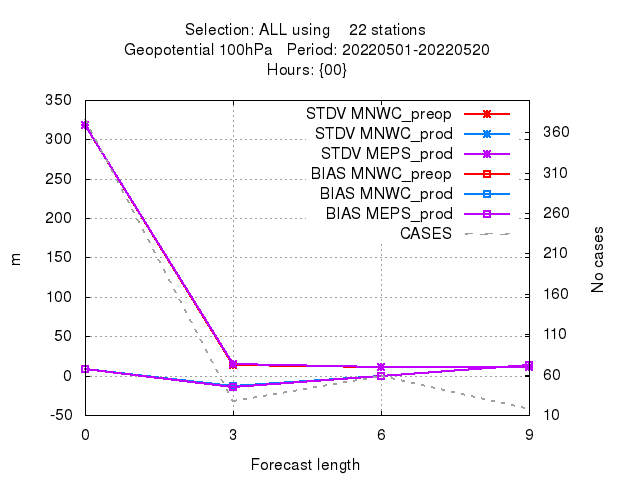 Selection: ALL using 22 stations
Geopotential 100hPa Period: 20220501-20220520
Hours: {00}
350
300
250
200
150
100
50
0
-50
m
STDV MNWC_preop
STDV MNWC_prod
STDV MEPS_prod
BIAS MNWC_preop
BIAS MNWC_prod
BIAS MEPS_prod
CASES
360
310
260
210
160
110
60
10
No cases
0 3 6 9
Forecast length